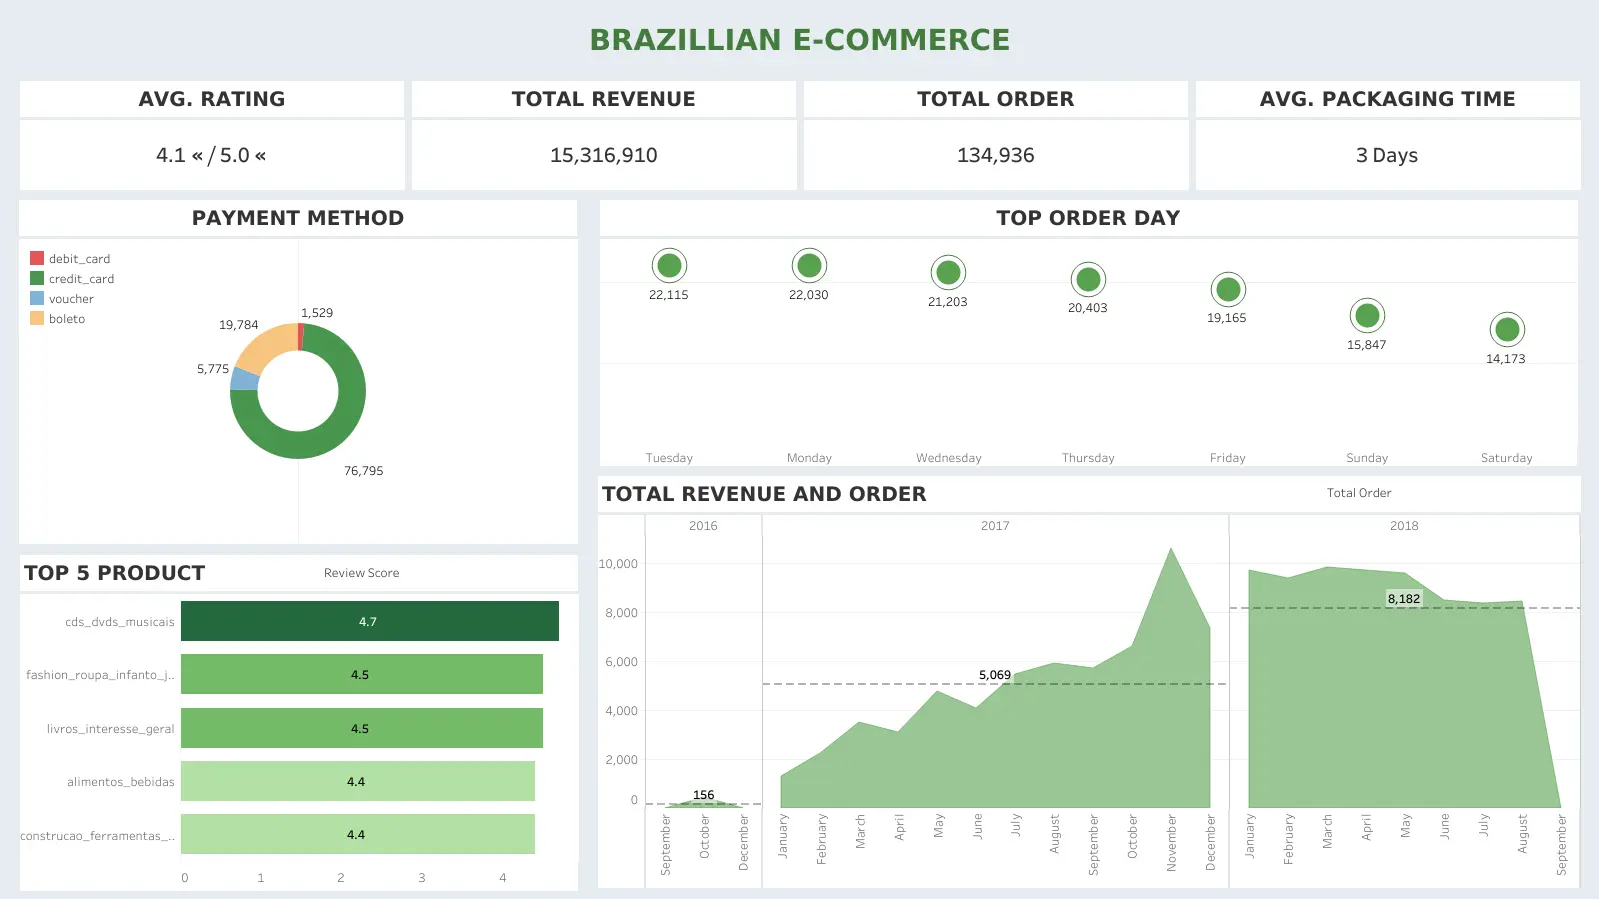 BRAZILLIAN E-COMMERCE
AVG. RATING
4.1 « / 5.0 «
TOTAL REVENUE
15,316,910
TOTAL ORDER
134,936
AVG. PACKAGING TIME
3 Days
PAYMENT METHOD
debit_card
credit_card
voucher
boleto
1,529
19,784
5,775
76,795
TOP ORDER DAY
22,115
22,030
21,203
20,403
19,165
15,847
14,173
Tuesday
Monday
Wednesday
Thursday
Friday
Sunday
Saturday
TOP 5 PRODUCT
Review Score
cds_dvds_musicais
4.7
fashion_roupa_infanto_j..
4.5
livros_interesse_geral
4.5
alimentos_bebidas
4.4
construcao_ferramentas_..
4.4
0
1
2
3
4
TOTAL REVENUE AND ORDER
Total Order
2016
2017
2018
10,000
8,000
6,000
4,000
2,000
0
156
5,069
8,182
September
October
December
January
February
March
April
May
June
July
August
September
October
November
December
January
February
March
April
May
June
July
August
September